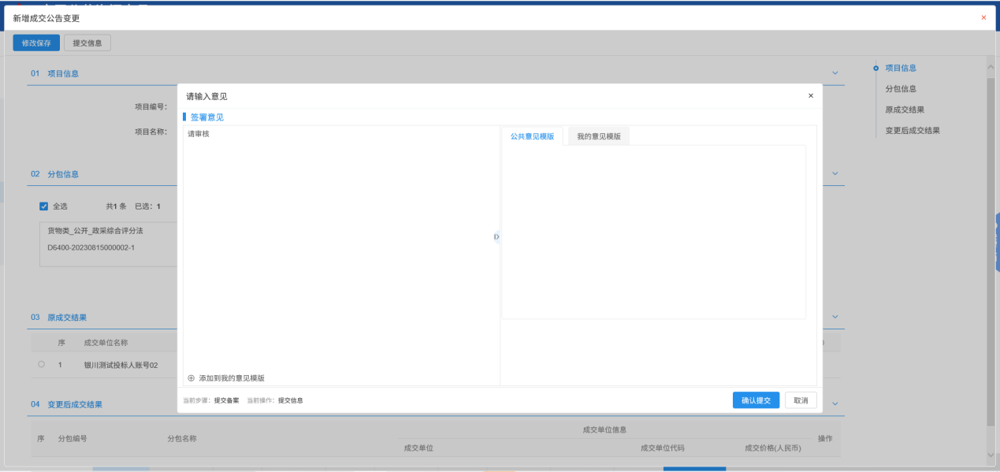 新增成交公告变更
×
修改保存 提交信息
01 项目信息
项目信息
分包信息
原成交结果
变更后成交结果
项目编号:
项目名称:
请输入意见 ×
签署意见
请审核
公共意见模版 我的意见模版
添加到我的意见模版
当前步骤: 提交备案 当前操作: 提交信息
确认提交 取消
02 分包信息
全选 共1 条 已选: 1
货物类_公开_政采综合评分法
D6400-20230815000002-1
03 原成交结果
序 成交单位名称
1 银川测试投标人账号02
04 变更后成交结果
序 分包编号 分包名称 成交单位信息 操作
成交单位 成交单位代码 成交价格(人民币)